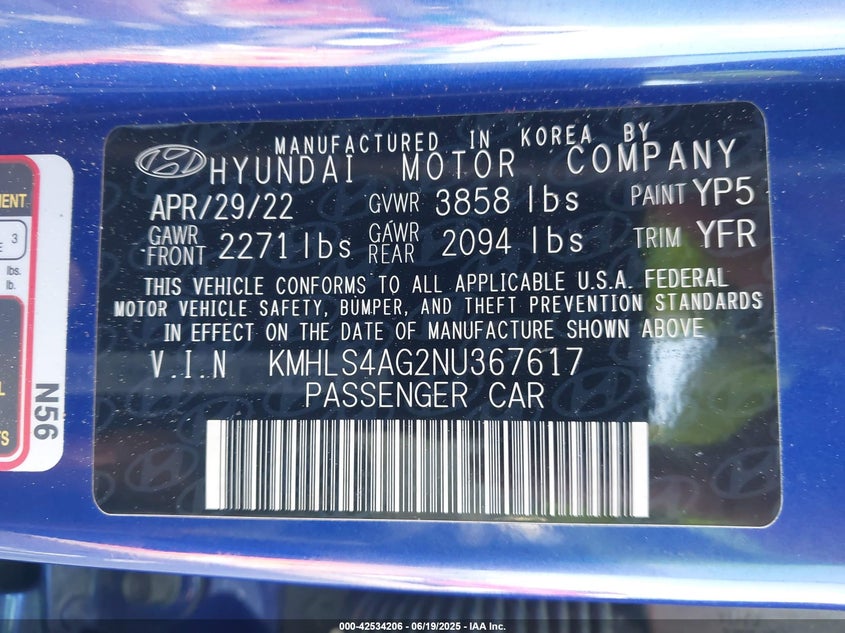 MANUFACTURED IN KOREA BY
HYUNDAI MOTOR COMPANY
APR/29/22 GVWR 3858 lbs PAINT YP5
GAWR FRONT 2271 lbs GAWR REAR 2094 lbs TRIM YFR
THIS VEHICLE CONFORMS TO ALL APPLICABLE U.S.A. FEDERAL
MOTOR VEHICLE SAFETY, BUMPER, AND THEFT PREVENTION STANDARDS
IN EFFECT ON THE DATE OF MANUFACTURE SHOWN ABOVE
V.I.N KMHLS4AG2NU367617
PASSENGER CAR
3
lbs.
lb.
N56
000-42534206 - 06/19/2025 - IAA Inc.